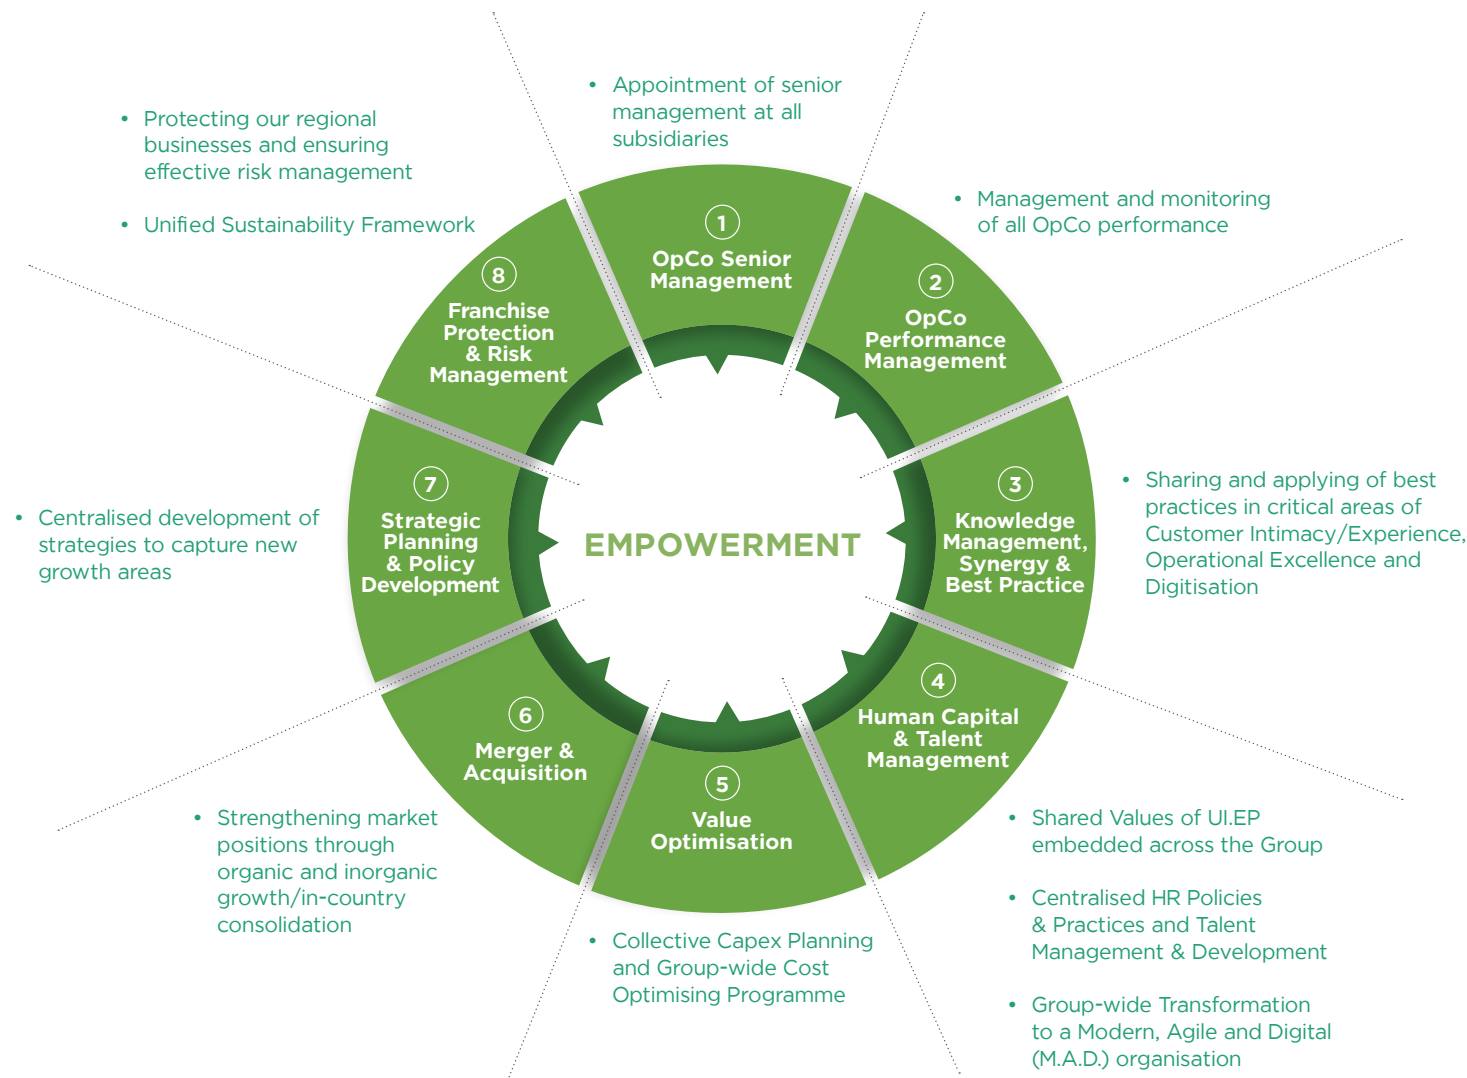 • Appointment of senior
management at all
subsidiaries
1
OpCo Senior
Management
• Management and monitoring
of all OpCo performance
2
OpCo
Performance
Management
• Sharing and applying of best
practices in critical areas of
Customer Intimacy/Experience,
Operational Excellence and
Digitisation
3
Knowledge
Management,
Synergy &
Best Practice
• Shared Values of UI.EP
embedded across the Group
• Centralised HR Policies
& Practices and Talent
Management & Development
• Group-wide Transformation
to a Modern, Agile and Digital
(M.A.D.) organisation
4
Human Capital
& Talent
Management
• Collective Capex Planning
and Group-wide Cost
Optimising Programme
5
Value
Optimisation
• Strengthening market
positions through
organic and inorganic
growth/in-country
consolidation
6
Merger &
Acquisition
• Centralised development of
strategies to capture new
growth areas
7
Strategic
Planning
& Policy
Development
• Protecting our regional
businesses and ensuring
effective risk management
• Unified Sustainability Framework
8
Franchise
Protection
& Risk
Management
EMPOWERMENT